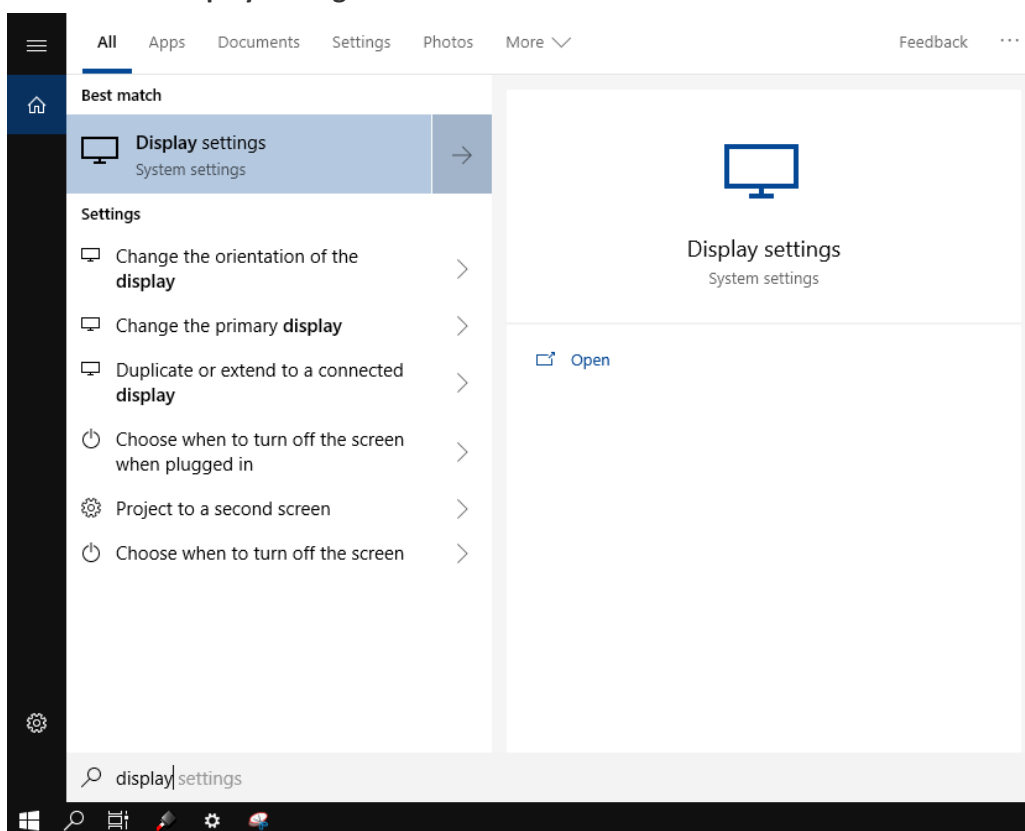 All Apps Documents Settings Photos More Feedback ...
Best match
Display settings
System settings
Settings
Change the orientation of the
display
Change the primary display
Duplicate or extend to a connected
display
Choose when to turn off the screen
when plugged in
Project to a second screen
Choose when to turn off the screen
Display settings
System settings
Open
display settings